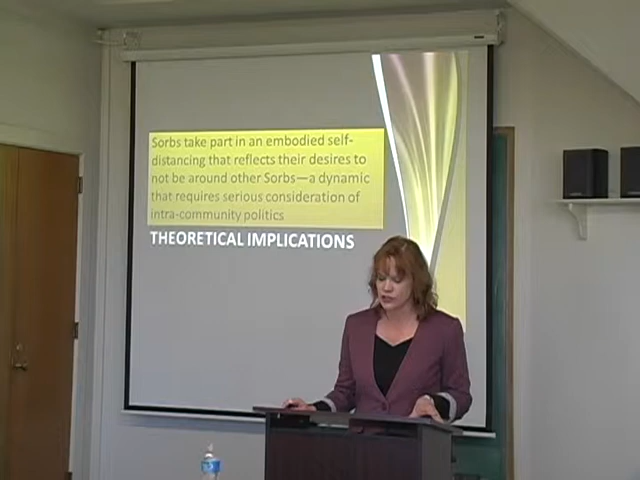 Sorbs take part in an embodied self-
distancing that reflects their desires to
not be around other Sorbs—a dynamic
that requires serious consideration of
intra-community politics
THEORETICAL IMPLICATIONS